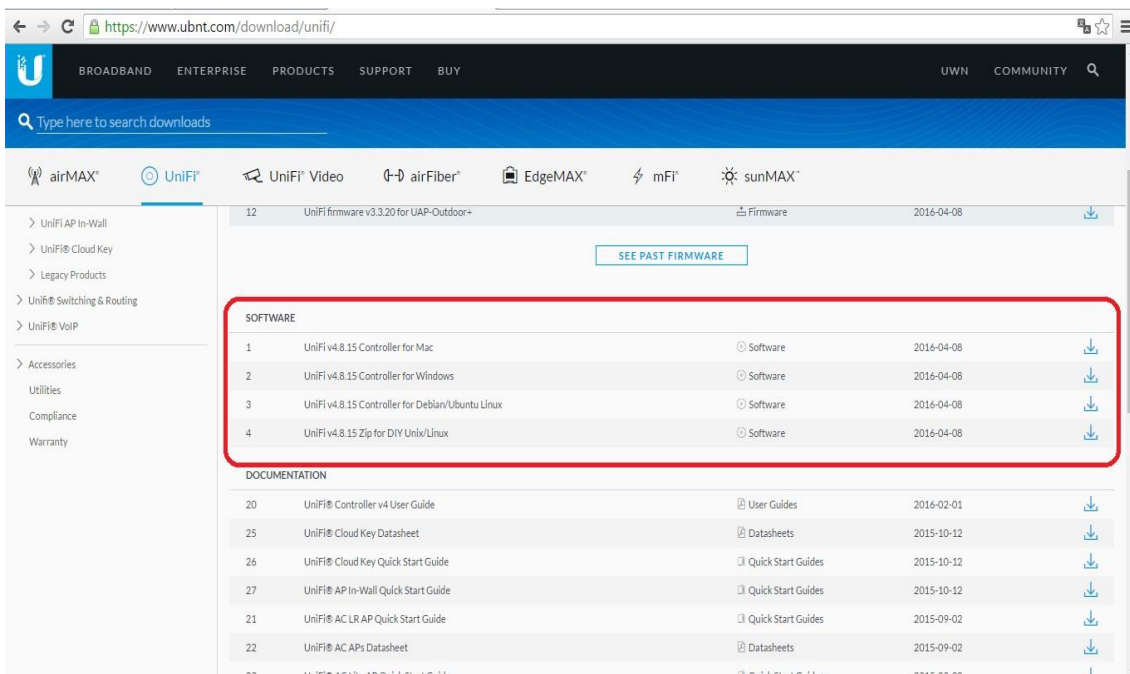 https://www.ubnt.com/download/unifi/
BROADBAND ENTERPRISE PRODUCTS SUPPORT BUY UWN COMMUNITY
Type here to search downloads
airMAX® UniFi® UniFi® Video airFiber® EdgeMAX® mFi® sunMAX™
> UniFi AP In-Wall
> UniFi® Cloud Key
> Legacy Products
> Unifi® Switching & Routing
> UniFi® VoIP
> Accessories
Utilities
Compliance
Warranty
12 UniFi firmware v3.3.20 for UAP-Outdoor+ Firmware 2016-04-08
SEE PAST FIRMWARE
SOFTWARE
1 UniFi v4.8.15 Controller for Mac Software 2016-04-08
2 UniFi v4.8.15 Controller for Windows Software 2016-04-08
3 UniFi v4.8.15 Controller for Debian/Ubuntu Linux Software 2016-04-08
4 UniFi v4.8.15 Zip for DIY Unix/Linux Software 2016-04-08
DOCUMENTATION
20 UniFi® Controller v4 User Guide User Guides 2016-02-01
25 UniFi® Cloud Key Datasheet Datasheets 2015-10-12
26 UniFi® Cloud Key Quick Start Guide Quick Start Guides 2015-10-12
27 UniFi® AP In-Wall Quick Start Guide Quick Start Guides 2015-10-12
21 UniFi® AC LR AP Quick Start Guide Quick Start Guides 2015-09-02
22 UniFi® AC APs Datasheet Datasheets 2015-09-02